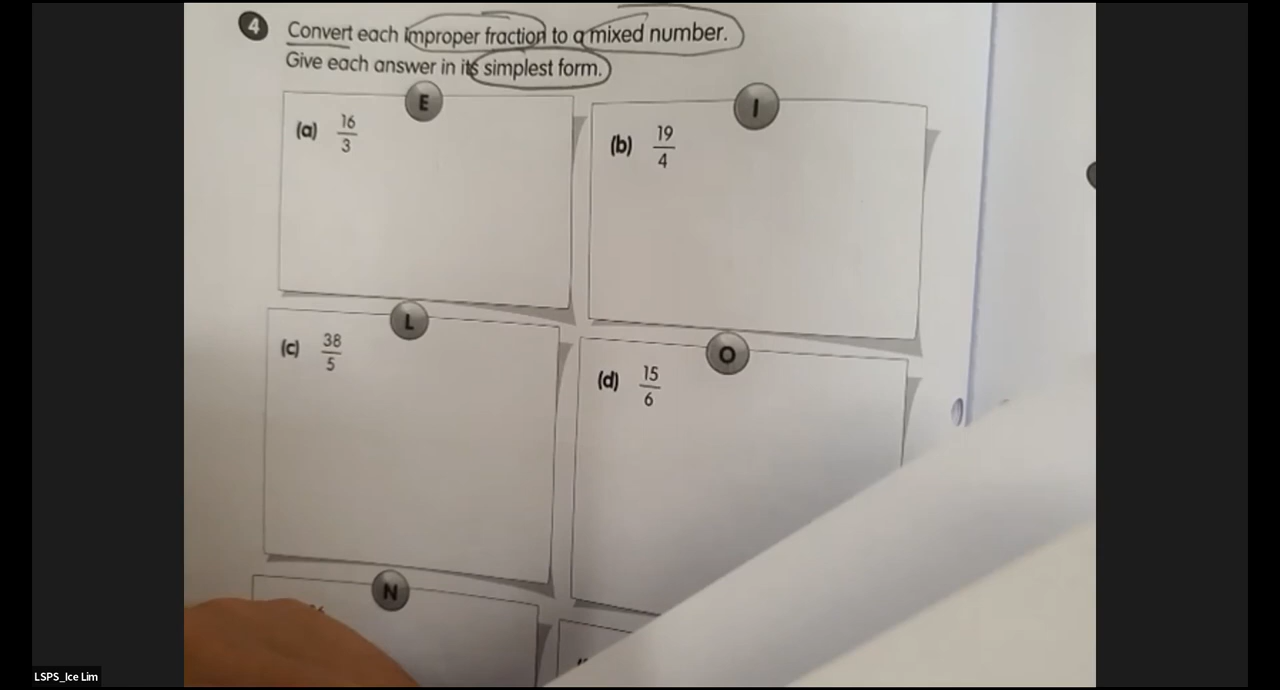 4 Convert each improper fraction to a mixed number.
Give each answer in its simplest form.
E
(a) 16/3
I
(b) 19/4
L
(c) 38/5
O
(d) 15/6
N
LSPS_Ice Lim